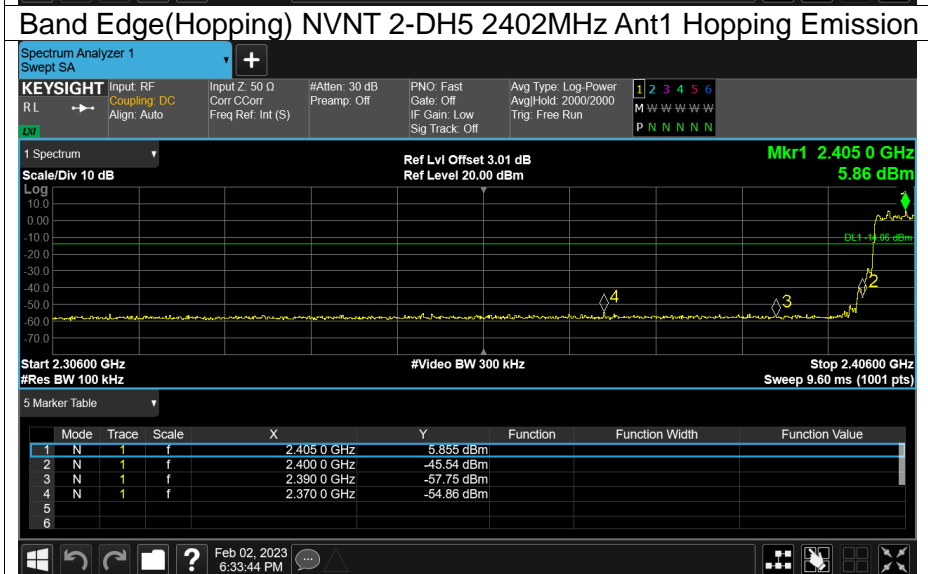 Band Edge(Hopping) NVNT 2-DH5 2402MHz Ant1 Hopping Emission
Spectrum Analyzer 1
Swept SA
+
KEYSIGHT Input: RF Input Z: 50 Ω #Atten: 30 dB PNO: Fast Avg Type: Log-Power 1 2 3 4 5 6
R L Coupling: DC Corr CCorr Preamp: Off Gate: Off Avg|Hold: 2000/2000 M W W W W W
Align: Auto Freq Ref: Int (S) IF Gain: Low Trig: Free Run
LXI Sig Track: Off P N N N N N
1 Spectrum Ref Lvl Offset 3.01 dB Mkr1 2.405 0 GHz
Scale/Div 10 dB Ref Level 20.00 dBm 5.86 dBm
Log
10.0
0.00
-10.0 DL1 -14.06 dBm
-20.0
-30.0
-40.0 2
-50.0 4 3
-60.0
-70.0
Start 2.30600 GHz #Video BW 300 kHz Stop 2.40600 GHz
#Res BW 100 kHz Sweep 9.60 ms (1001 pts)
5 Marker Table
Mode Trace Scale X Y Function Function Width Function Value
1 N 1 f 2.405 0 GHz 5.855 dBm
2 N 1 f 2.400 0 GHz -45.54 dBm
3 N 1 f 2.390 0 GHz -57.75 dBm
4 N 1 f 2.370 0 GHz -54.86 dBm
5
6
? Feb 02, 2023
6:33:44 PM